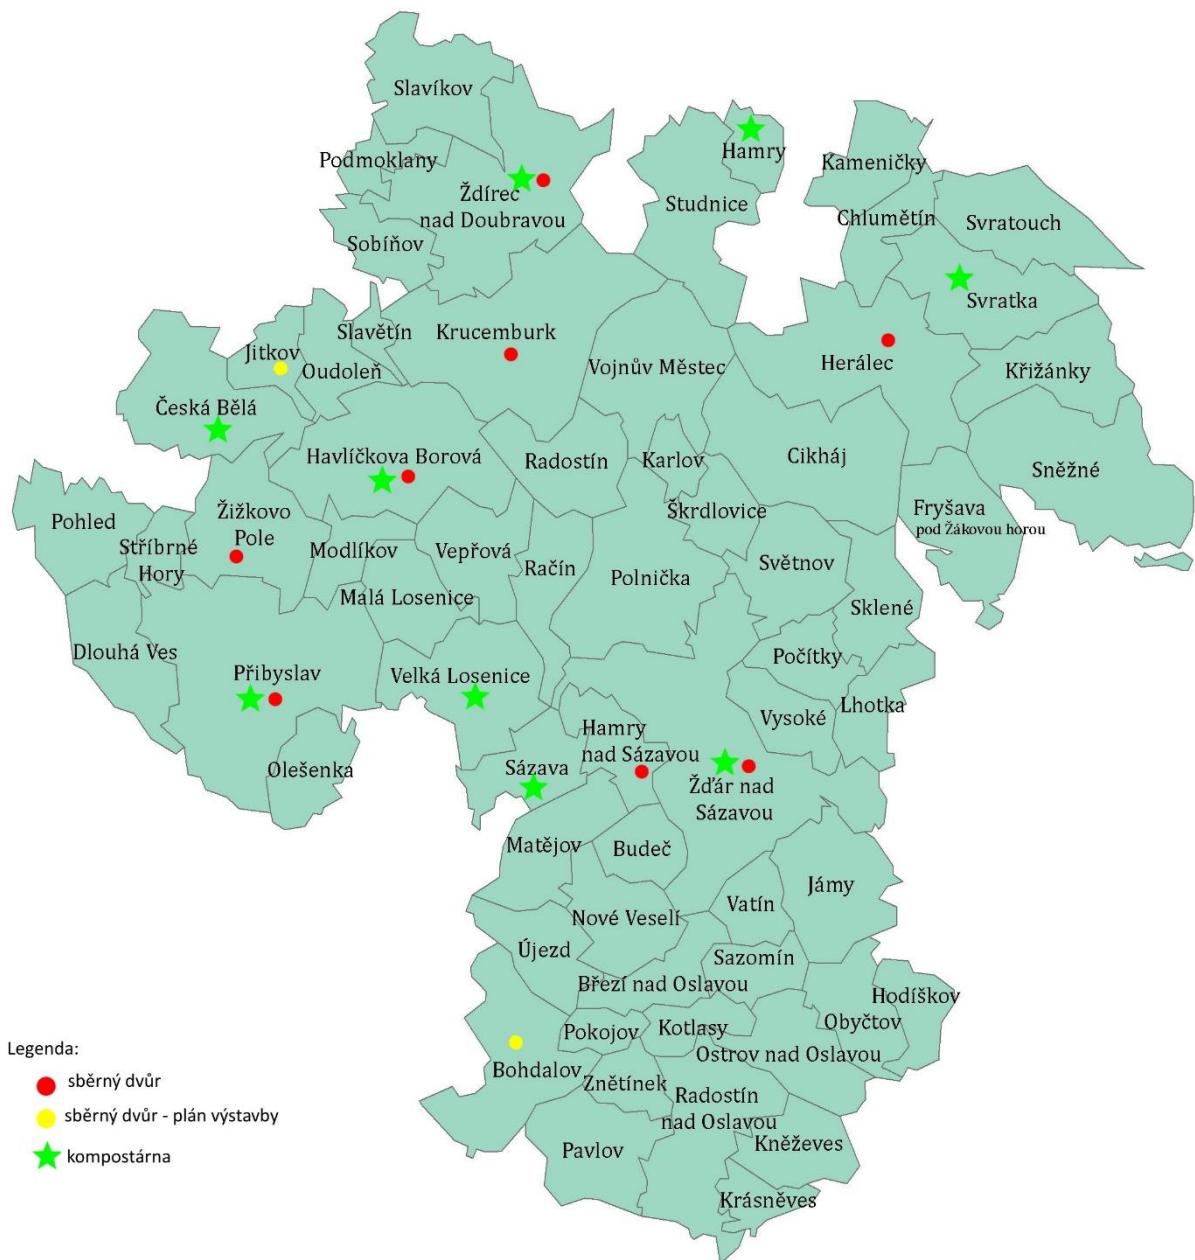 Slavíkov
Podmoklany
Ždírec
nad Doubravou
Sobíňov
Hamry
Studnice
Kameničky
Chlumětín
Svratouch
Svratka
Slavětín
Krucemburk
Jitkov
Oudoleň
Vojnův Městec
Herálec
Křižánky
Česká Bělá
Havlíčkova Borová
Radostín
Karlov
Cikháj
Sněžné
Pohled
Žižkovo
Pole
Stříbrné
Hory
Modlíkov
Vepřová
Račín
Škrdlovice
Polnička
Světnov
Fryšava
pod Žákovou horou
Malá Losenice
Sklené
Dlouhá Ves
Přibyslav
Velká Losenice
Počítky
Vysoké
Lhotka
Olešenka
Hamry
nad Sázavou
Sázava
Žďár nad
Sázavou
Matějov
Budeč
Jámy
Vatín
Nové Veselí
Újezd
Sazomín
Březí nad Oslavou
Hodíškov
Obyčtov
Pokojov
Kotlasy
Ostrov nad Oslavou
Bohdalov
Znětínek
Radostín
nad Oslavou
Pavlov
Kněževes
Krásněves
Legenda:
sběrný dvůr
sběrný dvůr - plán výstavby
kompostárna